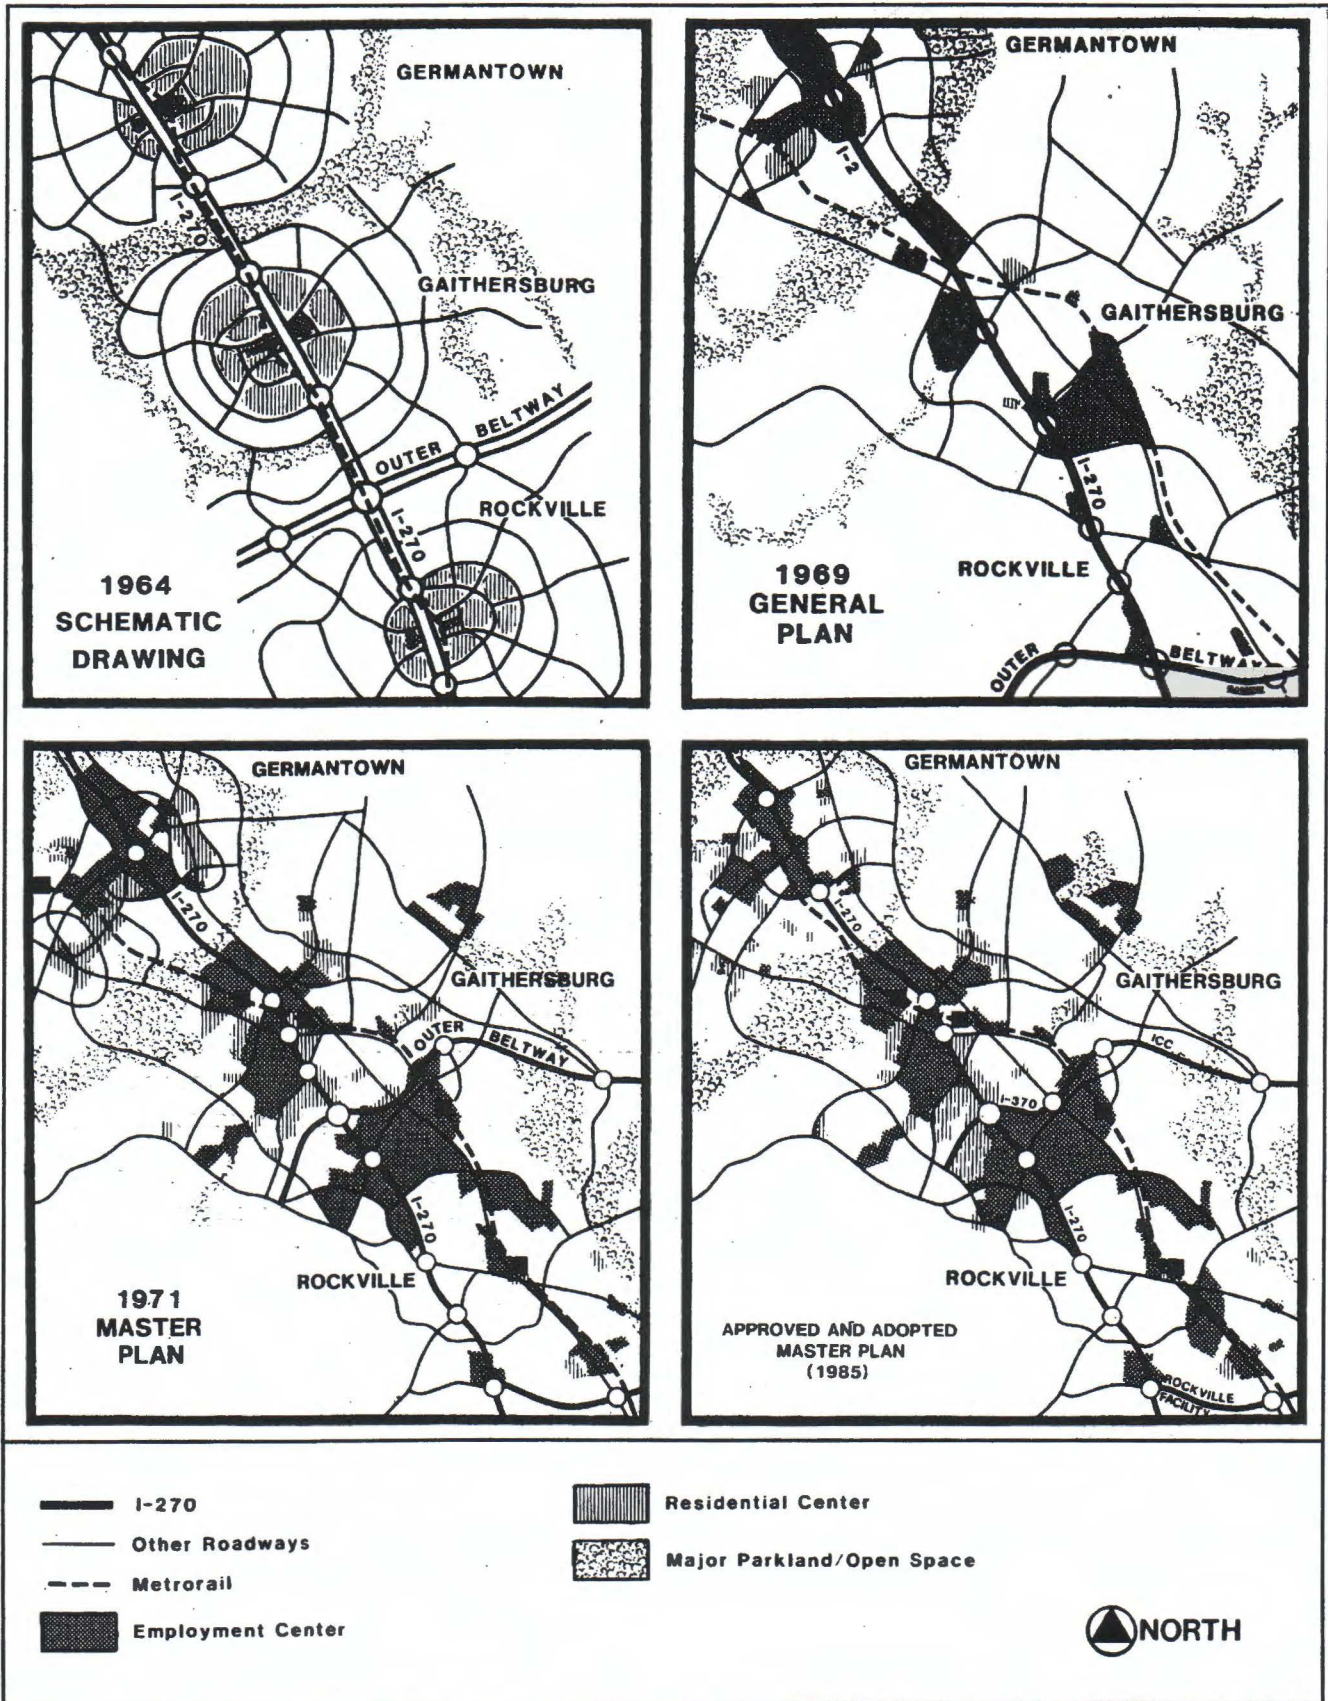 GERMANTOWN
I-270
GAITHERSBURG
OUTER BELTWAY
I-270
ROCKVILLE
1964
SCHEMATIC
DRAWING
GERMANTOWN
I-2
GAITHERSBURG
I-270
ROCKVILLE
1969
GENERAL
PLAN
OUTER BELTWAY
GERMANTOWN
I-270
GAITHERSBURG
OUTER BELTWAY
I-270
ROCKVILLE
1971
MASTER
PLAN
GERMANTOWN
I-270
GAITHERSBURG
ICC
I-370
I-270
ROCKVILLE
APPROVED AND ADOPTED
MASTER PLAN
(1985)
ROCKVILLE
FACILITY
I-270
Other Roadways
Metrorail
Employment Center
Residential Center
Major Parkland/Open Space
NORTH